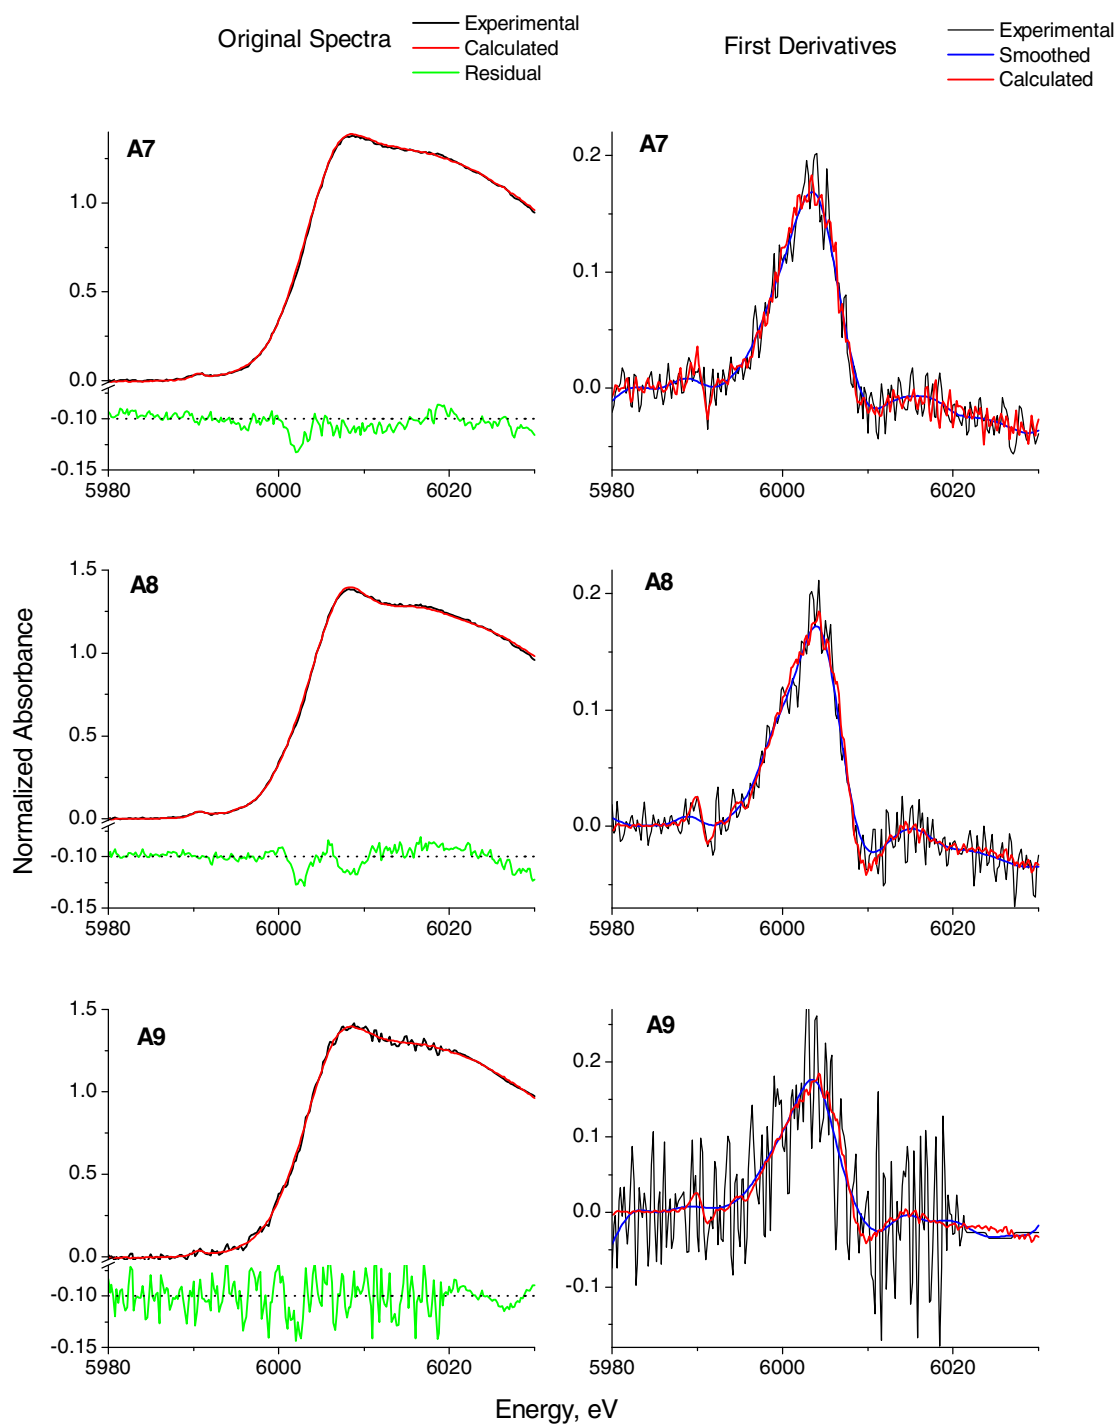 Original Spectra
Experimental
Calculated
Residual
First Derivatives
Experimental
Smoothed
Calculated
A7
1.0
0.5
0.0
-0.10
-0.15
5980
6000
6020
A7
0.2
0.1
0.0
5980
6000
6020
Normalized Absorbance
A8
1.5
1.0
0.5
0.0
-0.10
-0.15
5980
6000
6020
A8
0.2
0.1
0.0
5980
6000
6020
A9
1.5
1.0
0.5
0.0
-0.10
-0.15
5980
6000
6020
A9
0.2
0.1
0.0
-0.1
5980
6000
6020
Energy, eV